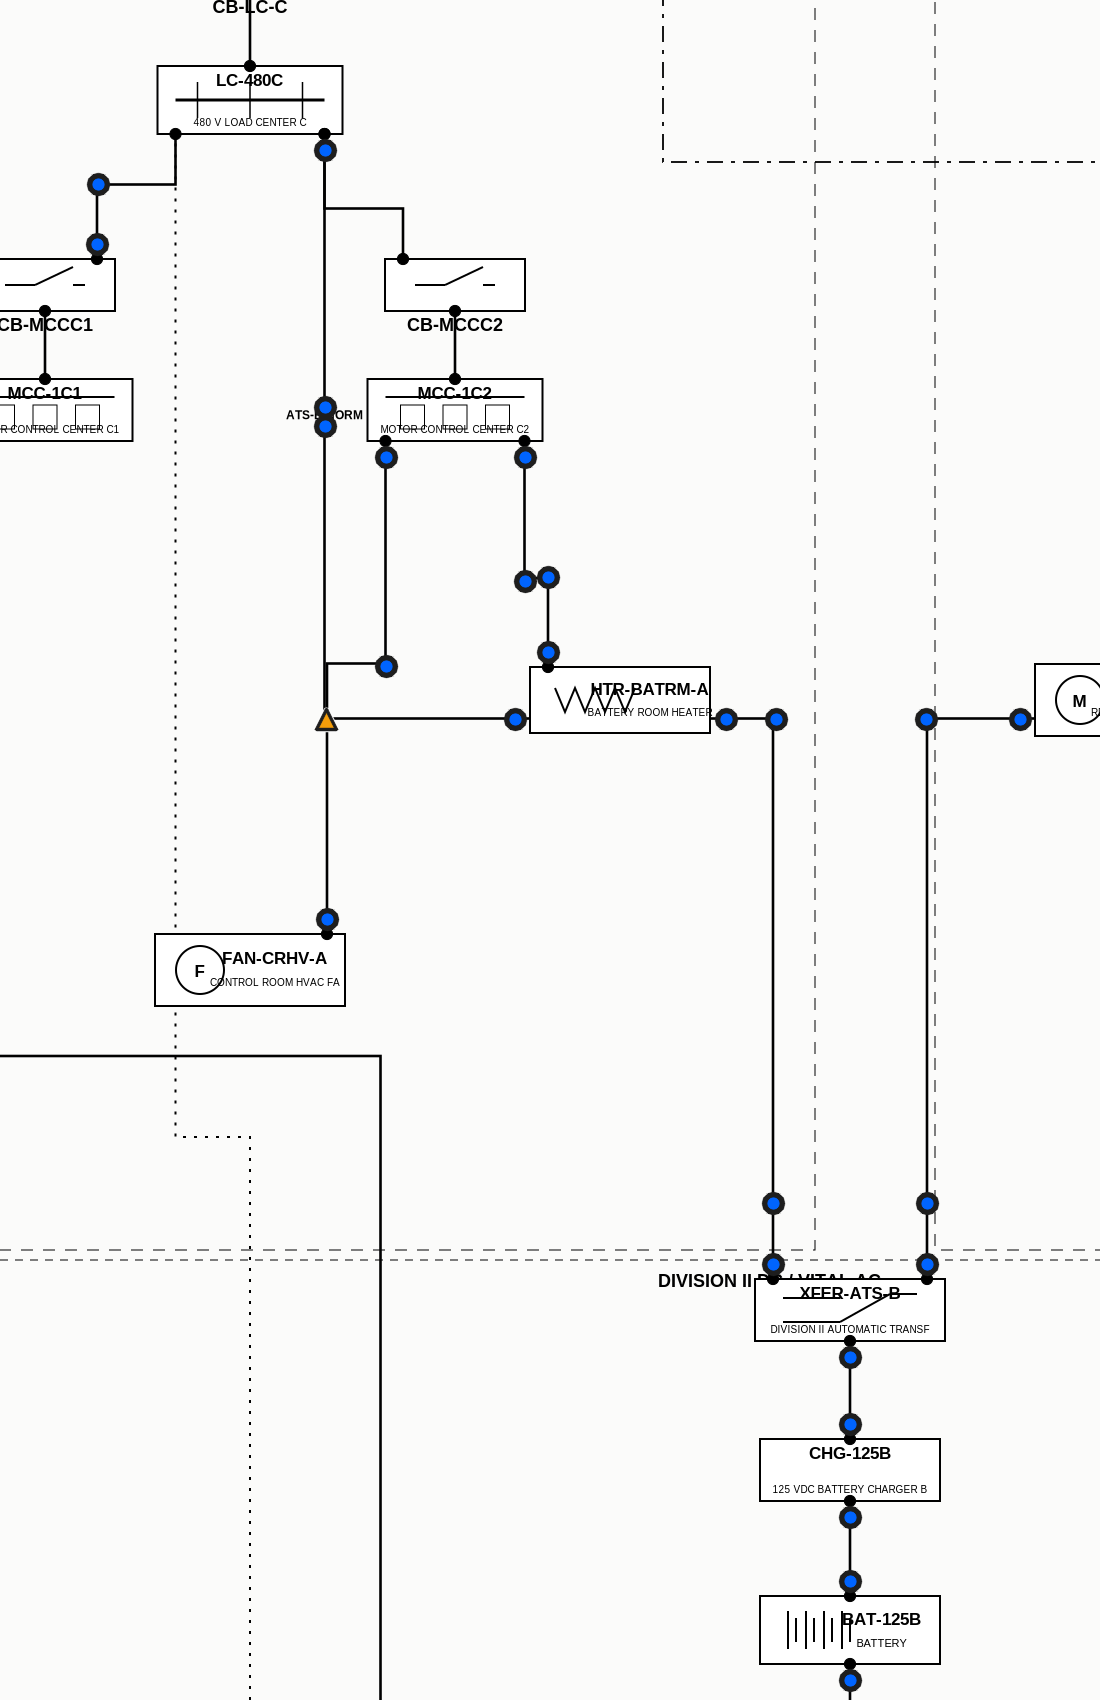 CB-LC-C
LC-480C
480 V LOAD CENTER C
CB-MCCC1
CB-MCCC2
MCC-1C1
R CONTROL CENTER C1
MCC-1C2
MOTOR CONTROL CENTER C2
HTR-BATRM-A
BATTERY ROOM HEATER
M
F
FAN-CRHV-A
CONTROL ROOM HVAC FA
DIVISION II
XFER-ATS-B
DIVISION II AUTOMATIC TRANSF
CHG-125B
125 VDC BATTERY CHARGER B
BAT-125B
BATTERY